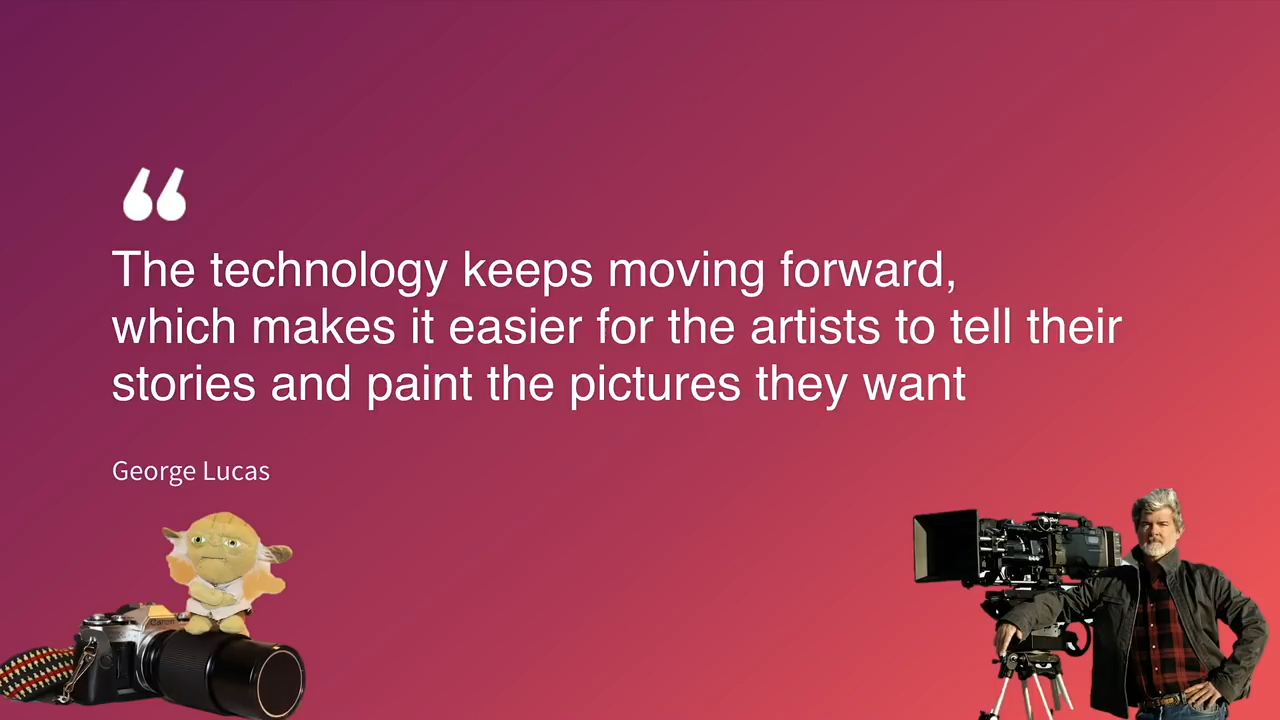 “
The technology keeps moving forward,
which makes it easier for the artists to tell their
stories and paint the pictures they want
George Lucas
Canon